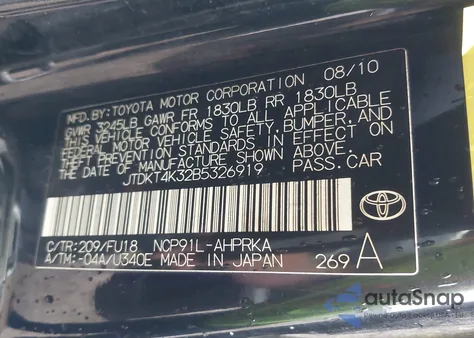 MFD.BY:TOYOTA MOTOR CORPORATION 08/10
GVWR 3245LB GAWR FR 1830LB RR 1830LB
THIS VEHICLE CONFORMS TO ALL APPLICABLE
FEDERAL MOTOR VEHICLE SAFETY,BUMPER,AND
THEFT PREVENTION STANDARDS IN EFFECT ON
THE DATE OF MANUFACTURE SHOWN ABOVE.
JTDKT4K32B5326919 PASS.CAR
C/TR:209/FU18 NCP91L-AHPRKA
A/TM:-04A/U340E MADE IN JAPAN 269 A
TOYOTA
autoSnap